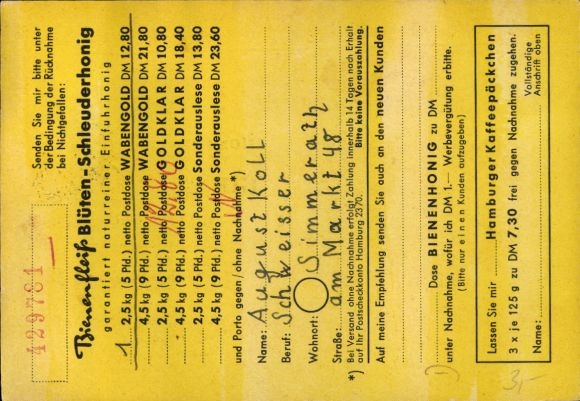 429761
Senden Sie mir bitte unter
der Bedingung der Rücknahme
bei Nichtgefallen:
Bienenfleiß Blüten-Schleuderhonig
garantiert naturreiner Einfuhrhonig
1 2,5 kg (5 Pfd.) netto Postdose WABENGOLD DM 12,80
4,5 kg (9 Pfd.) netto Postdose WABENGOLD DM 21,80
2,5 kg (5 Pfd.) netto Postdose GOLDKLAR DM 10,80
4,5 kg (9 Pfd.) netto Postdose GOLDKLAR DM 18,40
2,5 kg (5 Pfd.) netto Postdose Sonderauslese DM 13,80
4,5 kg (9 Pfd.) netto Postdose Sonderauslese DM 23,60
und Porto gegen / ohne Nachnahme *)
Name: August Koll
Beruf: Schweisser
Wohnort: Simmerath
Straße: am Markt 48
*) Bei Versand ohne Nachnahme erfolgt Zahlung innerhalb 14 Tagen nach Erhalt
auf Ihr Postscheckkonto Hamburg 2370. Bitte keine Vorauszahlung.
Auf meine Empfehlung senden Sie auch an den neuen Kunden
Dose BIENENHONIG zu DM
unter Nachnahme, wofür ich DM 1.— Werbevergütung erbitte.
(Bitte nur einen Kunden aufzugeben)
Lassen Sie mir Hamburger Kaffeepäckchen
3 x je 125 g zu DM 7,30 frei gegen Nachnahme zugehen.
Name: Vollständige
Anschrift oben
3,-